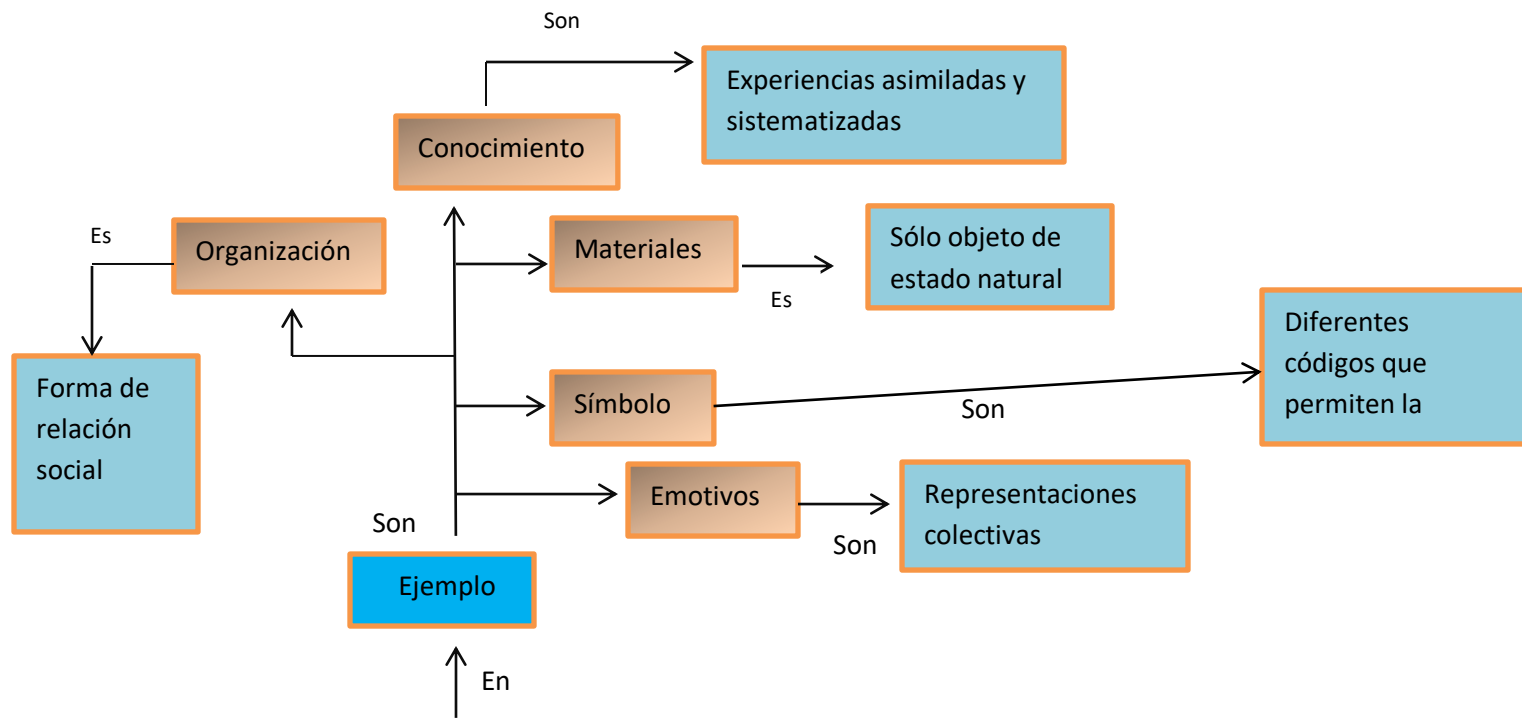 Son
Experiencias asimiladas y
sistematizadas
Conocimiento
Es
Organización
Materiales
Es
Sólo objeto de
estado natural
Forma de
relación
social
Símbolo
Son
Diferentes
códigos que
permiten la
Emotivos
Son
Representaciones
colectivas
Son
Ejemplo
En